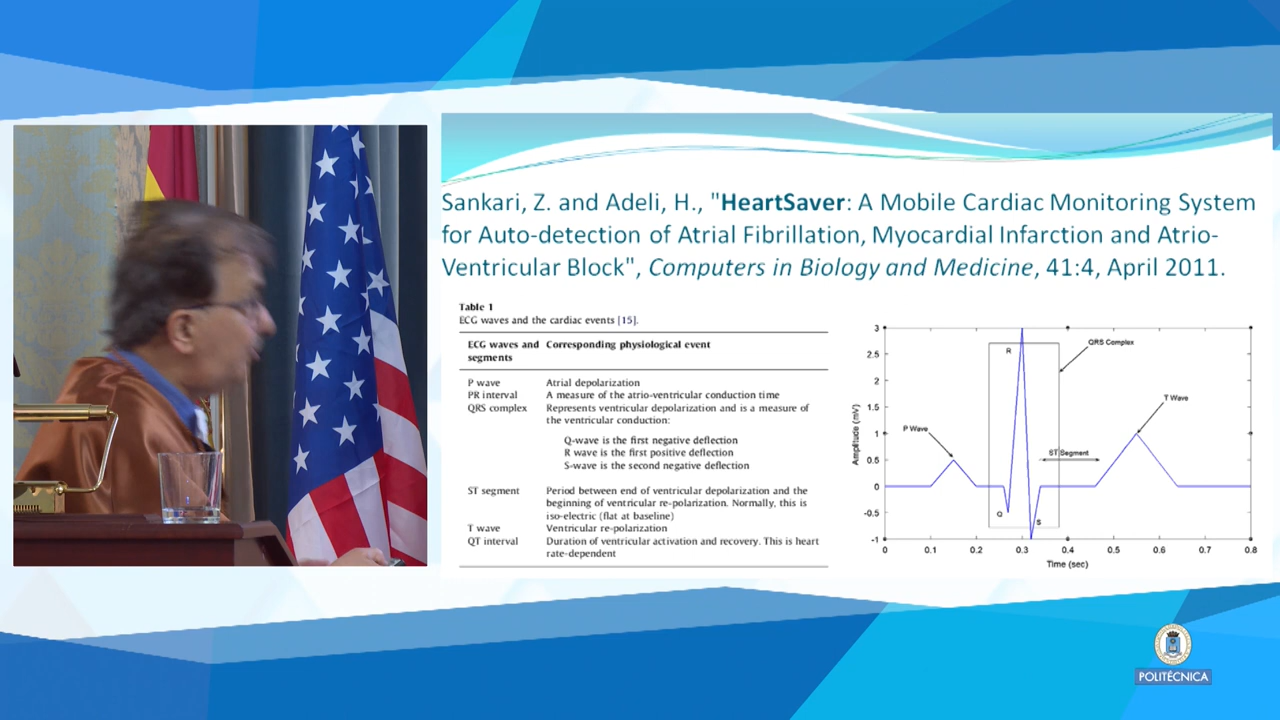 Sankari, Z. and Adeli, H., "HeartSaver: A Mobile Cardiac Monitoring System
for Auto-detection of Atrial Fibrillation, Myocardial Infarction and Atrio-
Ventricular Block", Computers in Biology and Medicine, 41:4, April 2011.
Table 1
ECG waves and the cardiac events [15].
ECG waves and Corresponding physiological event
segments
P wave Atrial depolarization
PR interval A measure of the atrio-ventricular conduction time
QRS complex Represents ventricular depolarization and is a measure of
the ventricular conduction:
Q-wave is the first negative deflection
R wave is the first positive deflection
S-wave is the second negative deflection
ST segment Period between end of ventricular depolarization and the
beginning of ventricular re-polarization. Normally, this is
iso-electric (flat at baseline)
T wave Ventricular re-polarization
QT interval Duration of ventricular activation and recovery. This is heart
rate-dependent
3
2.5
2
1.5
1
0.5
0
-0.5
-1
Amplitude (mV)
R
QRS Complex
T Wave
P Wave
ST Segment
Q
S
0 0.1 0.2 0.3 0.4 0.5 0.6 0.7 0.8
Time (sec)
POLITÉCNICA